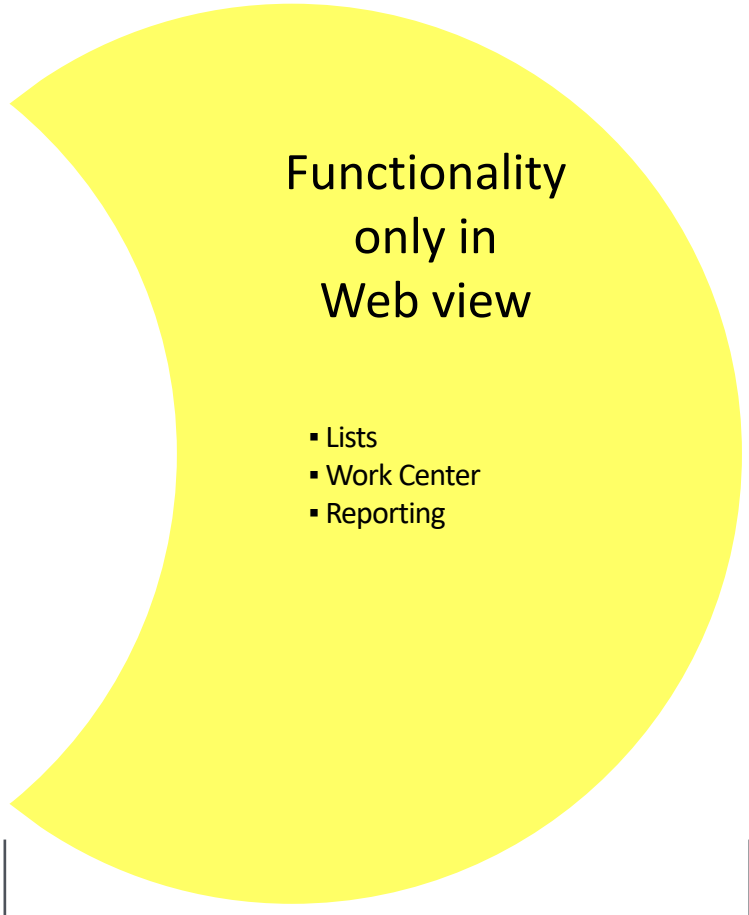 Functionality
only in
Web view
▪ Lists
▪ Work Center
▪ Reporting